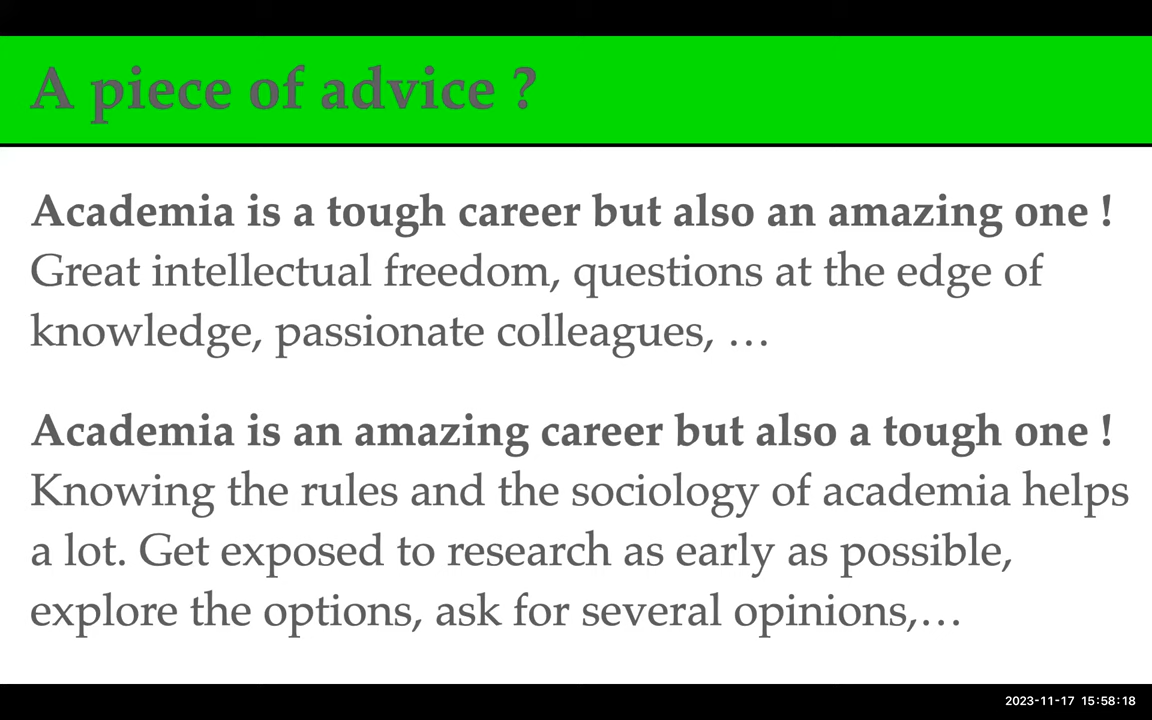 A piece of advice ?
Academia is a tough career but also an amazing one !
Great intellectual freedom, questions at the edge of
knowledge, passionate colleagues, …
Academia is an amazing career but also a tough one !
Knowing the rules and the sociology of academia helps
a lot. Get exposed to research as early as possible,
explore the options, ask for several opinions,…
2023-11-17 15:58:18